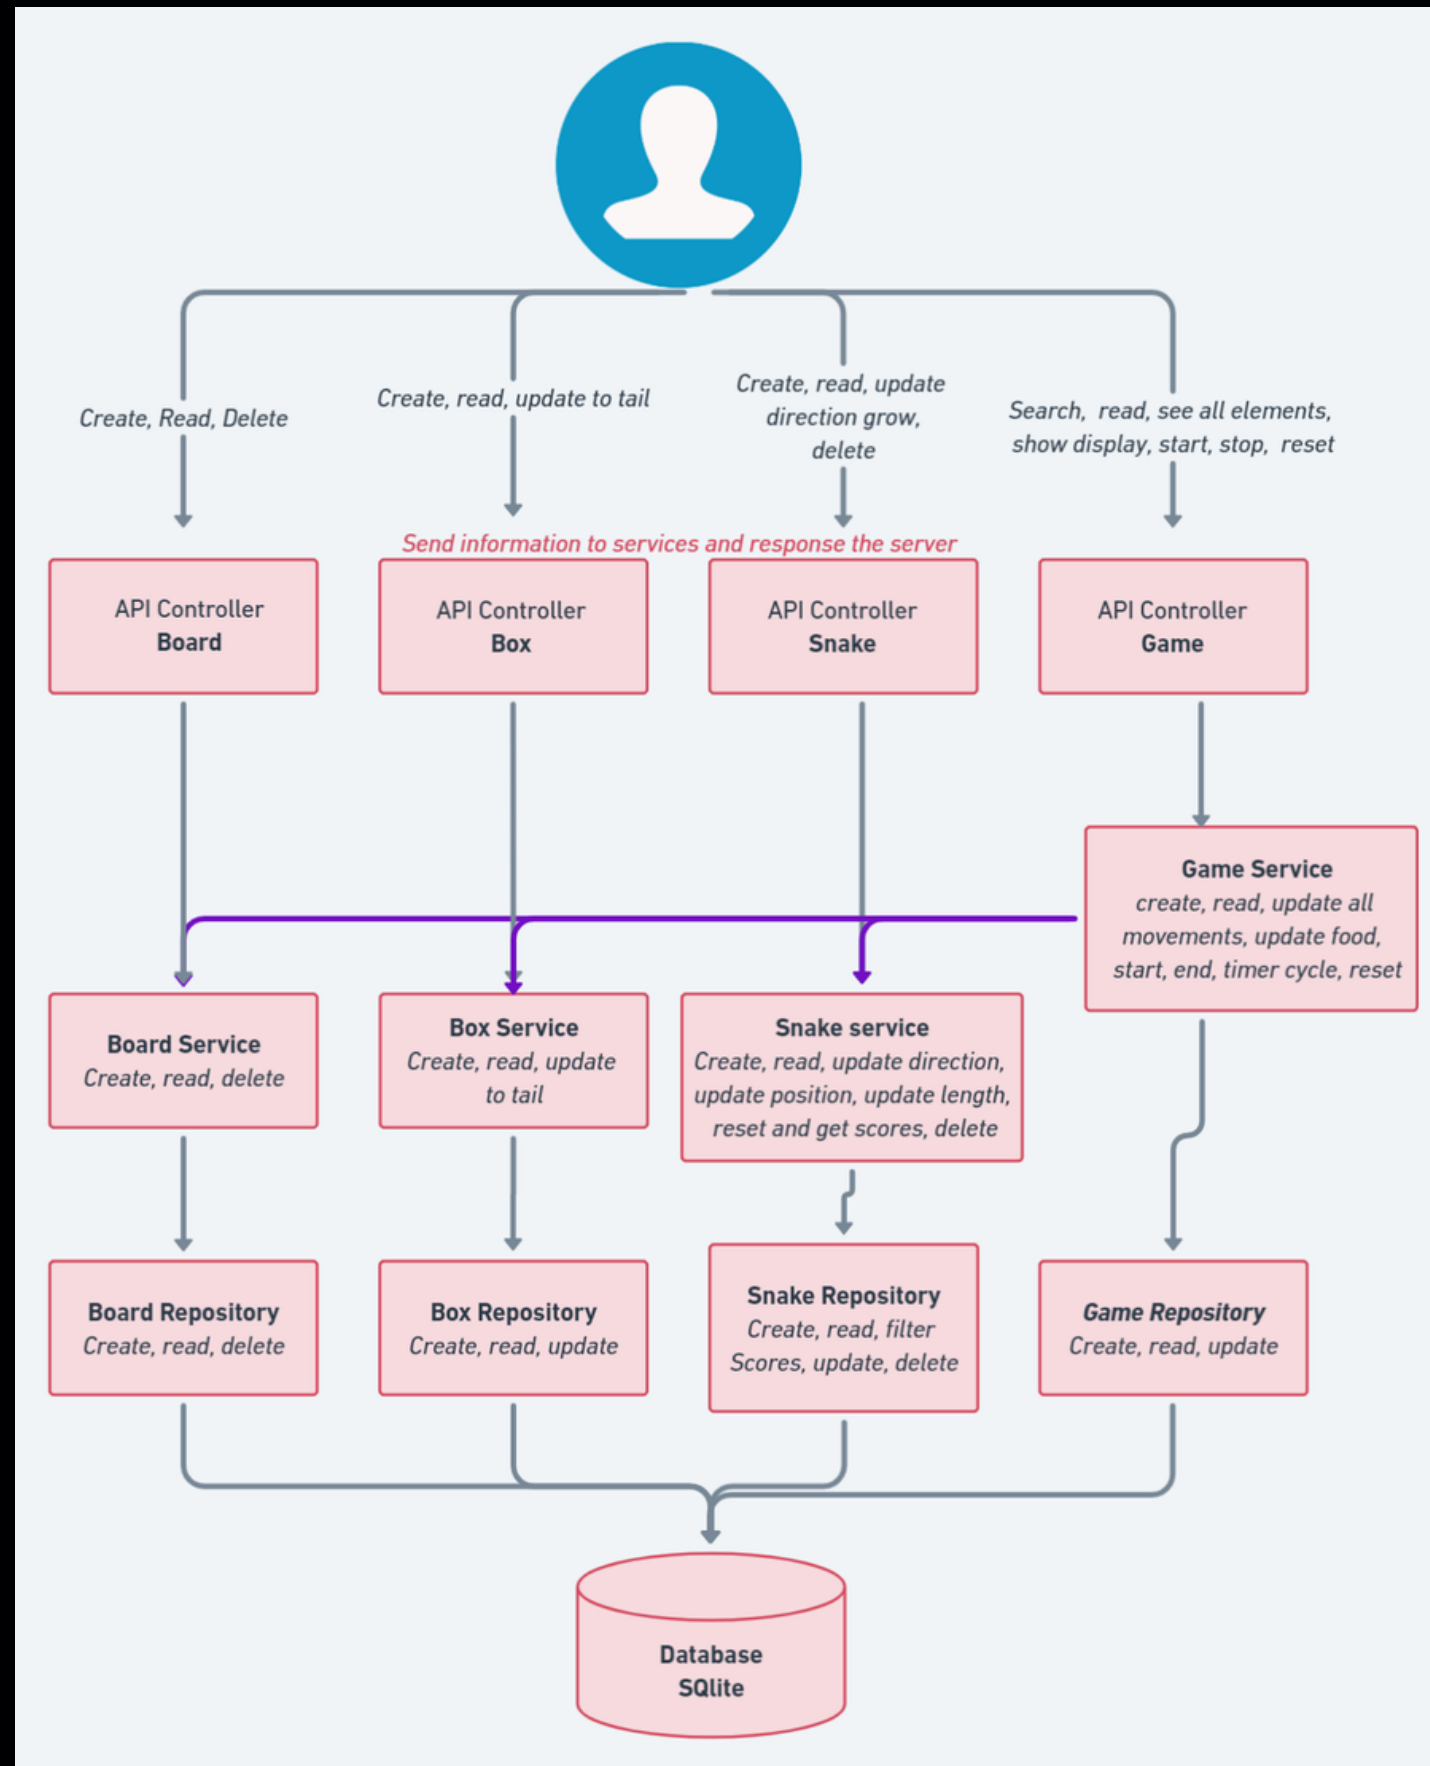 Create, Read, Delete
Create, read, update to tail
Create, read, update
direction grow,
delete
Search, read, see all elements,
show display, start, stop, reset
Send information to services and response the server
API Controller
Board
API Controller
Box
API Controller
Snake
API Controller
Game
Game Service
create, read, update all
movements, update food,
start, end, timer cycle, reset
Board Service
Create, read, delete
Box Service
Create, read, update
to tail
Snake service
Create, read, update direction,
update position, update length,
reset and get scores, delete
Board Repository
Create, read, delete
Box Repository
Create, read, update
Snake Repository
Create, read, filter
Scores, update, delete
Game Repository
Create, read, update
Database
SQlite